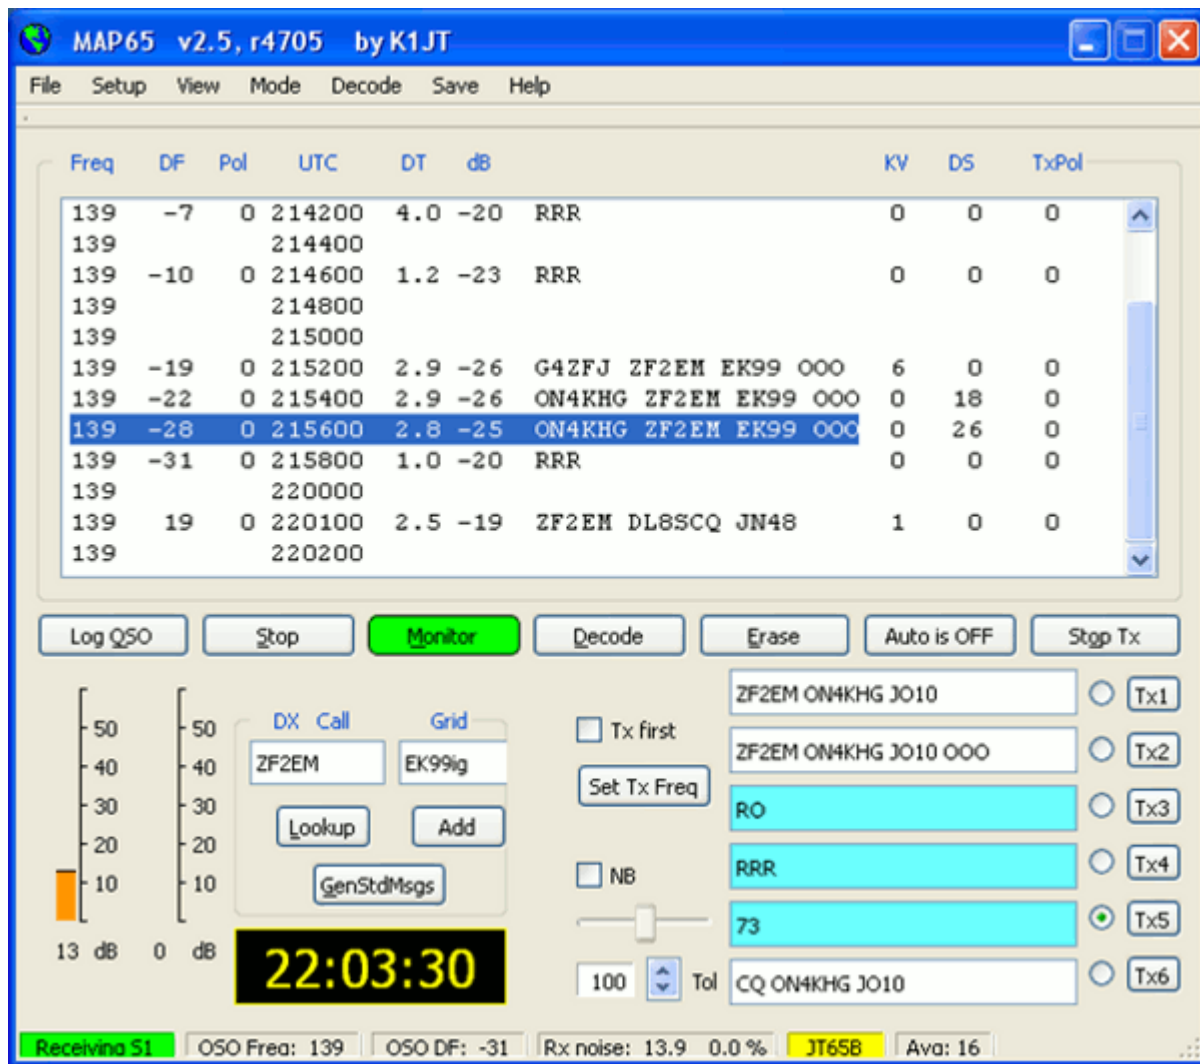 MAP65 v2.5, r4705 by K1JT
File Setup View Mode Decode Save Help
Freq DF Pol UTC DT dB KV DS TxPol
139 -7 0 214200 4.0 -20 RRR 0 0 0
139 214400
139 -10 0 214600 1.2 -23 RRR 0 0 0
139 214800
139 215000
139 -19 0 215200 2.9 -26 G4ZFJ ZF2EM EK99 OOO 6 0 0
139 -22 0 215400 2.9 -26 ON4KHG ZF2EM EK99 OOO 0 18 0
139 -28 0 215600 2.8 -25 ON4KHG ZF2EM EK99 OOO 0 26 0
139 -31 0 215800 1.0 -20 RRR 0 0 0
139 220000
139 19 0 220100 2.5 -19 ZF2EM DL8SCQ JN48 1 0 0
139 220200
Log QSO Stop Monitor Decode Erase Auto is OFF Stop Tx
50 40 30 20 10
13 dB
50 40 30 20 10
0 dB
DX Call Grid
ZF2EM EK99ig
Lookup Add
GenStdMsgs
22:03:30
Tx first
Set Tx Freq
NB
100 Tol
ZF2EM ON4KHG JO10 Tx1
ZF2EM ON4KHG JO10 OOO Tx2
RO Tx3
RRR Tx4
73 Tx5
CQ ON4KHG JO10 Tx6
Receiving S1 QSO Freq: 139 QSO DF: -31 Rx noise: 13.9 0.0 % JT65B Avg: 16